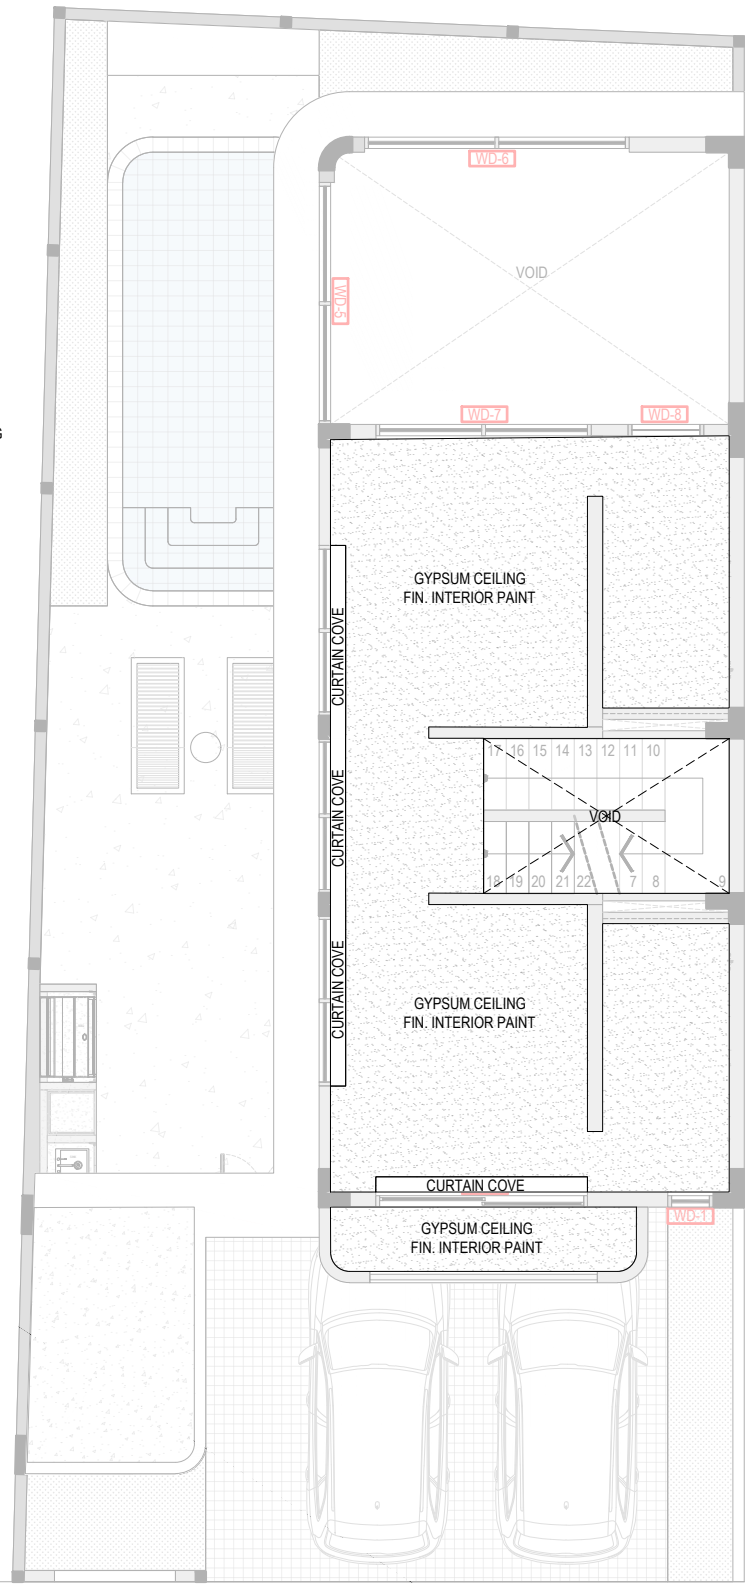 WD-6
VOID
WD-5
WD-7
WD-8
GYPSUM CEILING
FIN. INTERIOR PAINT
CURTAIN COVE
17 16 15 14 13 12 11 10
CURTAIN COVE
VOID
18 19 20 21 22 7 8 9
CURTAIN COVE
GYPSUM CEILING
FIN. INTERIOR PAINT
CURTAIN COVE
WD-1
GYPSUM CEILING
FIN. INTERIOR PAINT